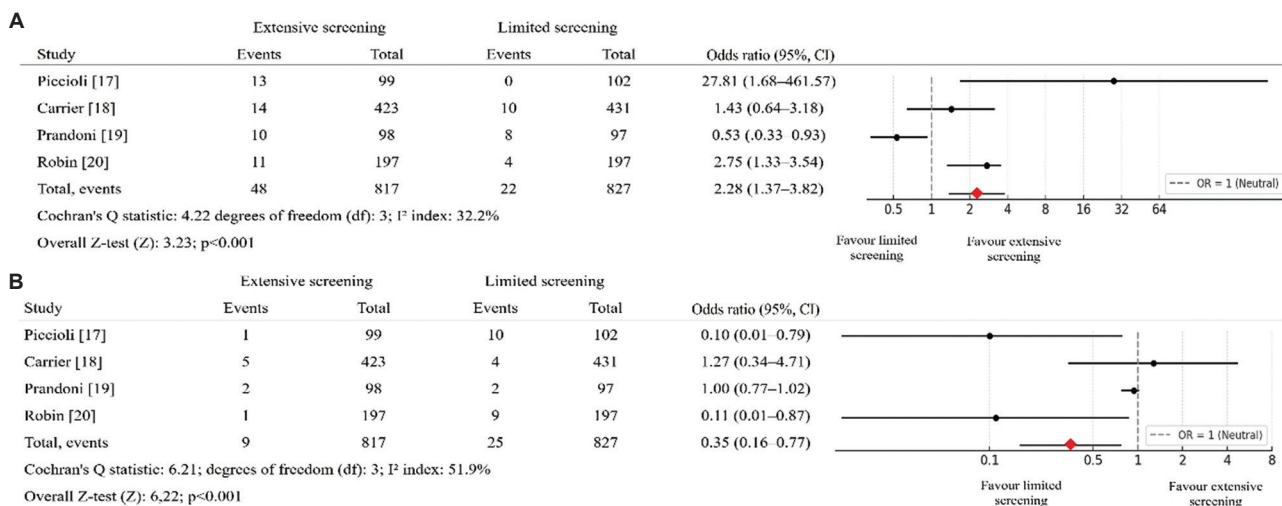 A
Extensive screening Limited screening
Study Events Total Events Total Odds ratio (95%, CI)
Piccioli [17] 13 99 0 102 27.81 (1.68–461.57)
Carrier [18] 14 423 10 431 1.43 (0.64–3.18)
Prandoni [19] 10 98 8 97 0.53 (.033–0.93)
Robin [20] 11 197 4 197 2.75 (1.33–3.54)
Total, events 48 817 22 827 2.28 (1.37–3.82)
OR = 1 (Neutral)
0.5 1 2 4 8 16 32 64
Cochran's Q statistic: 4.22 degrees of freedom (df): 3; I² index: 32.2%
Overall Z-test (Z): 3.23; p<0.001
Favour limited screening
Favour extensive screening
B
Extensive screening Limited screening
Study Events Total Events Total Odds ratio (95%, CI)
Piccioli [17] 1 99 10 102 0.10 (0.01–0.79)
Carrier [18] 5 423 4 431 1.27 (0.34–4.71)
Prandoni [19] 2 98 2 97 1.00 (0.77–1.02)
Robin [20] 1 197 9 197 0.11 (0.01–0.87)
Total, events 9 817 25 827 0.35 (0.16–0.77)
OR = 1 (Neutral)
0.1 0.5 1 2 4 8
Cochran's Q statistic: 6.21; degrees of freedom (df): 3; I² index: 51.9%
Overall Z-test (Z): 6,22; p<0.001
Favour limited screening
Favour extensive screening